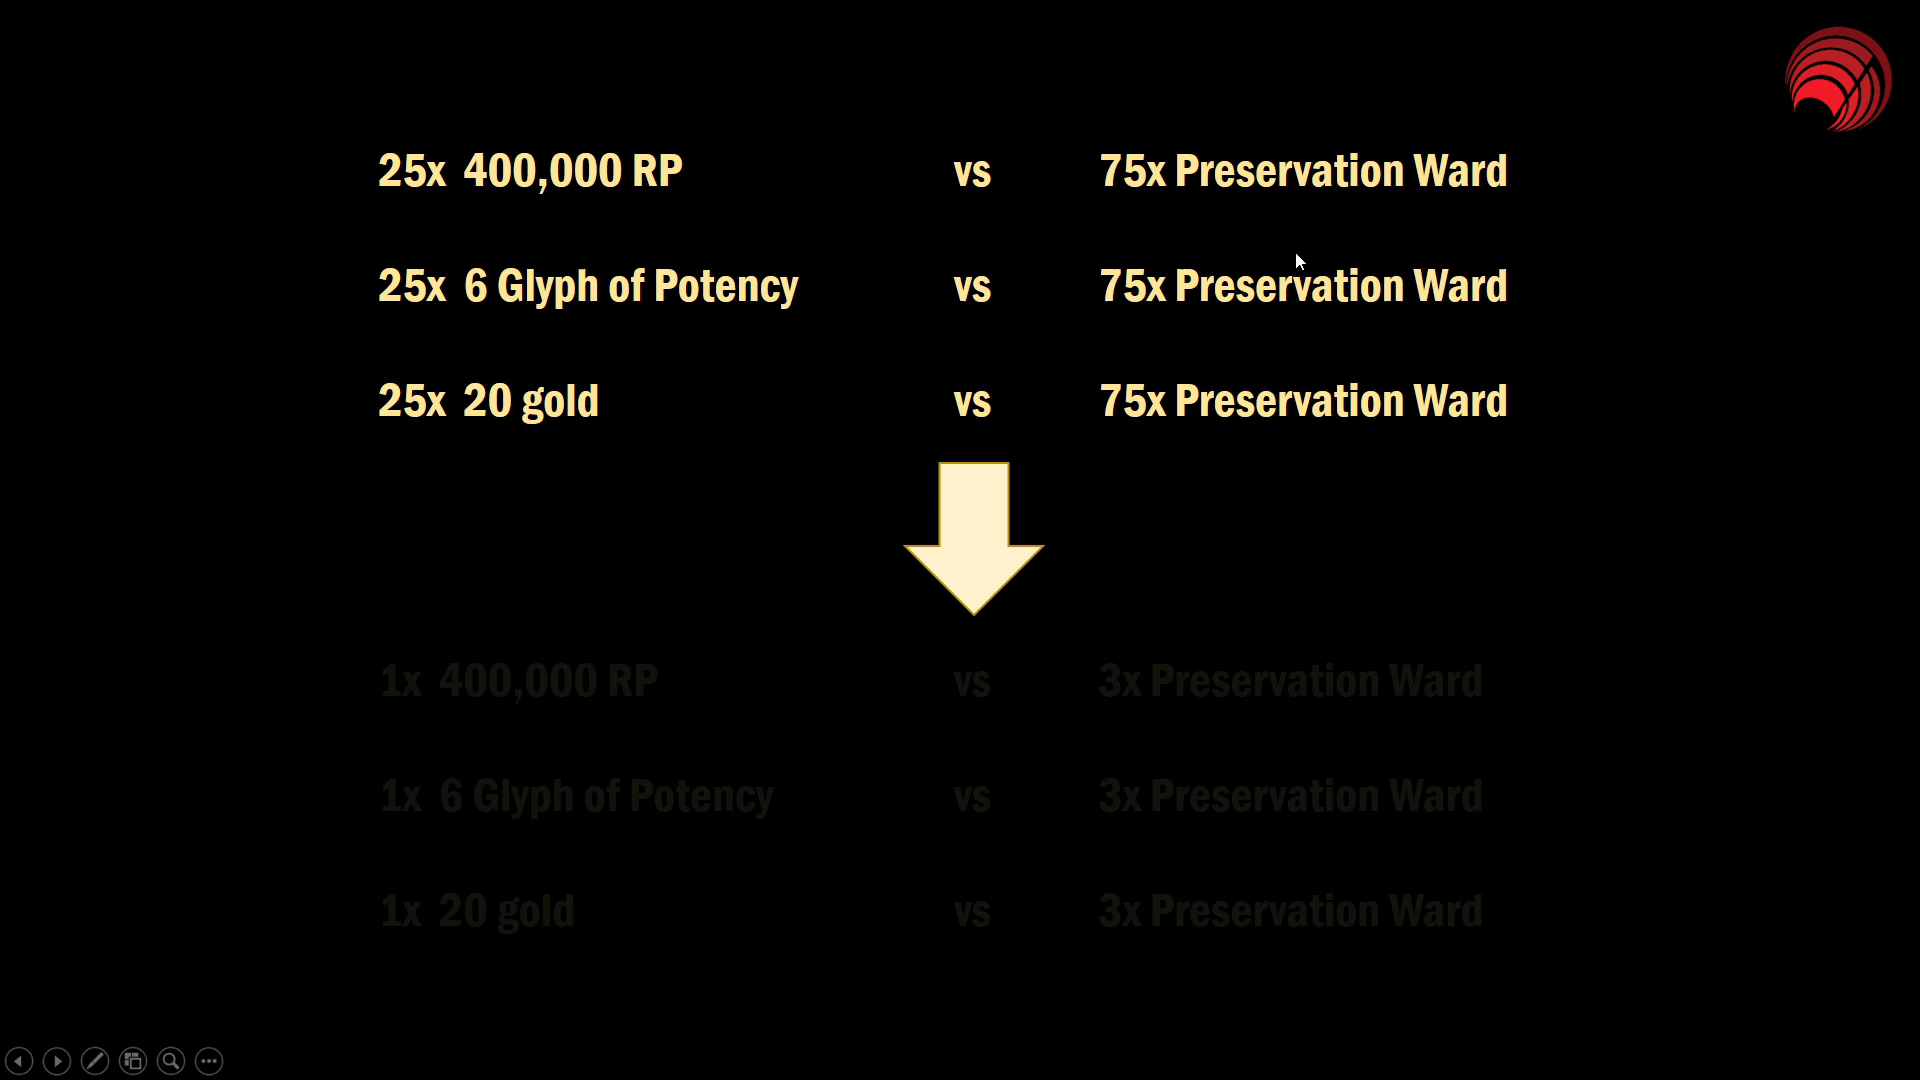 25x 400,000 RP vs 75x Preservation Ward
25x 6 Glyph of Potency vs 75x Preservation Ward
25x 20 gold vs 75x Preservation Ward
1x 400,000 RP vs 3x Preservation Ward
1x 6 Glyph of Potency vs 3x Preservation Ward
1x 20 gold vs 3x Preservation Ward